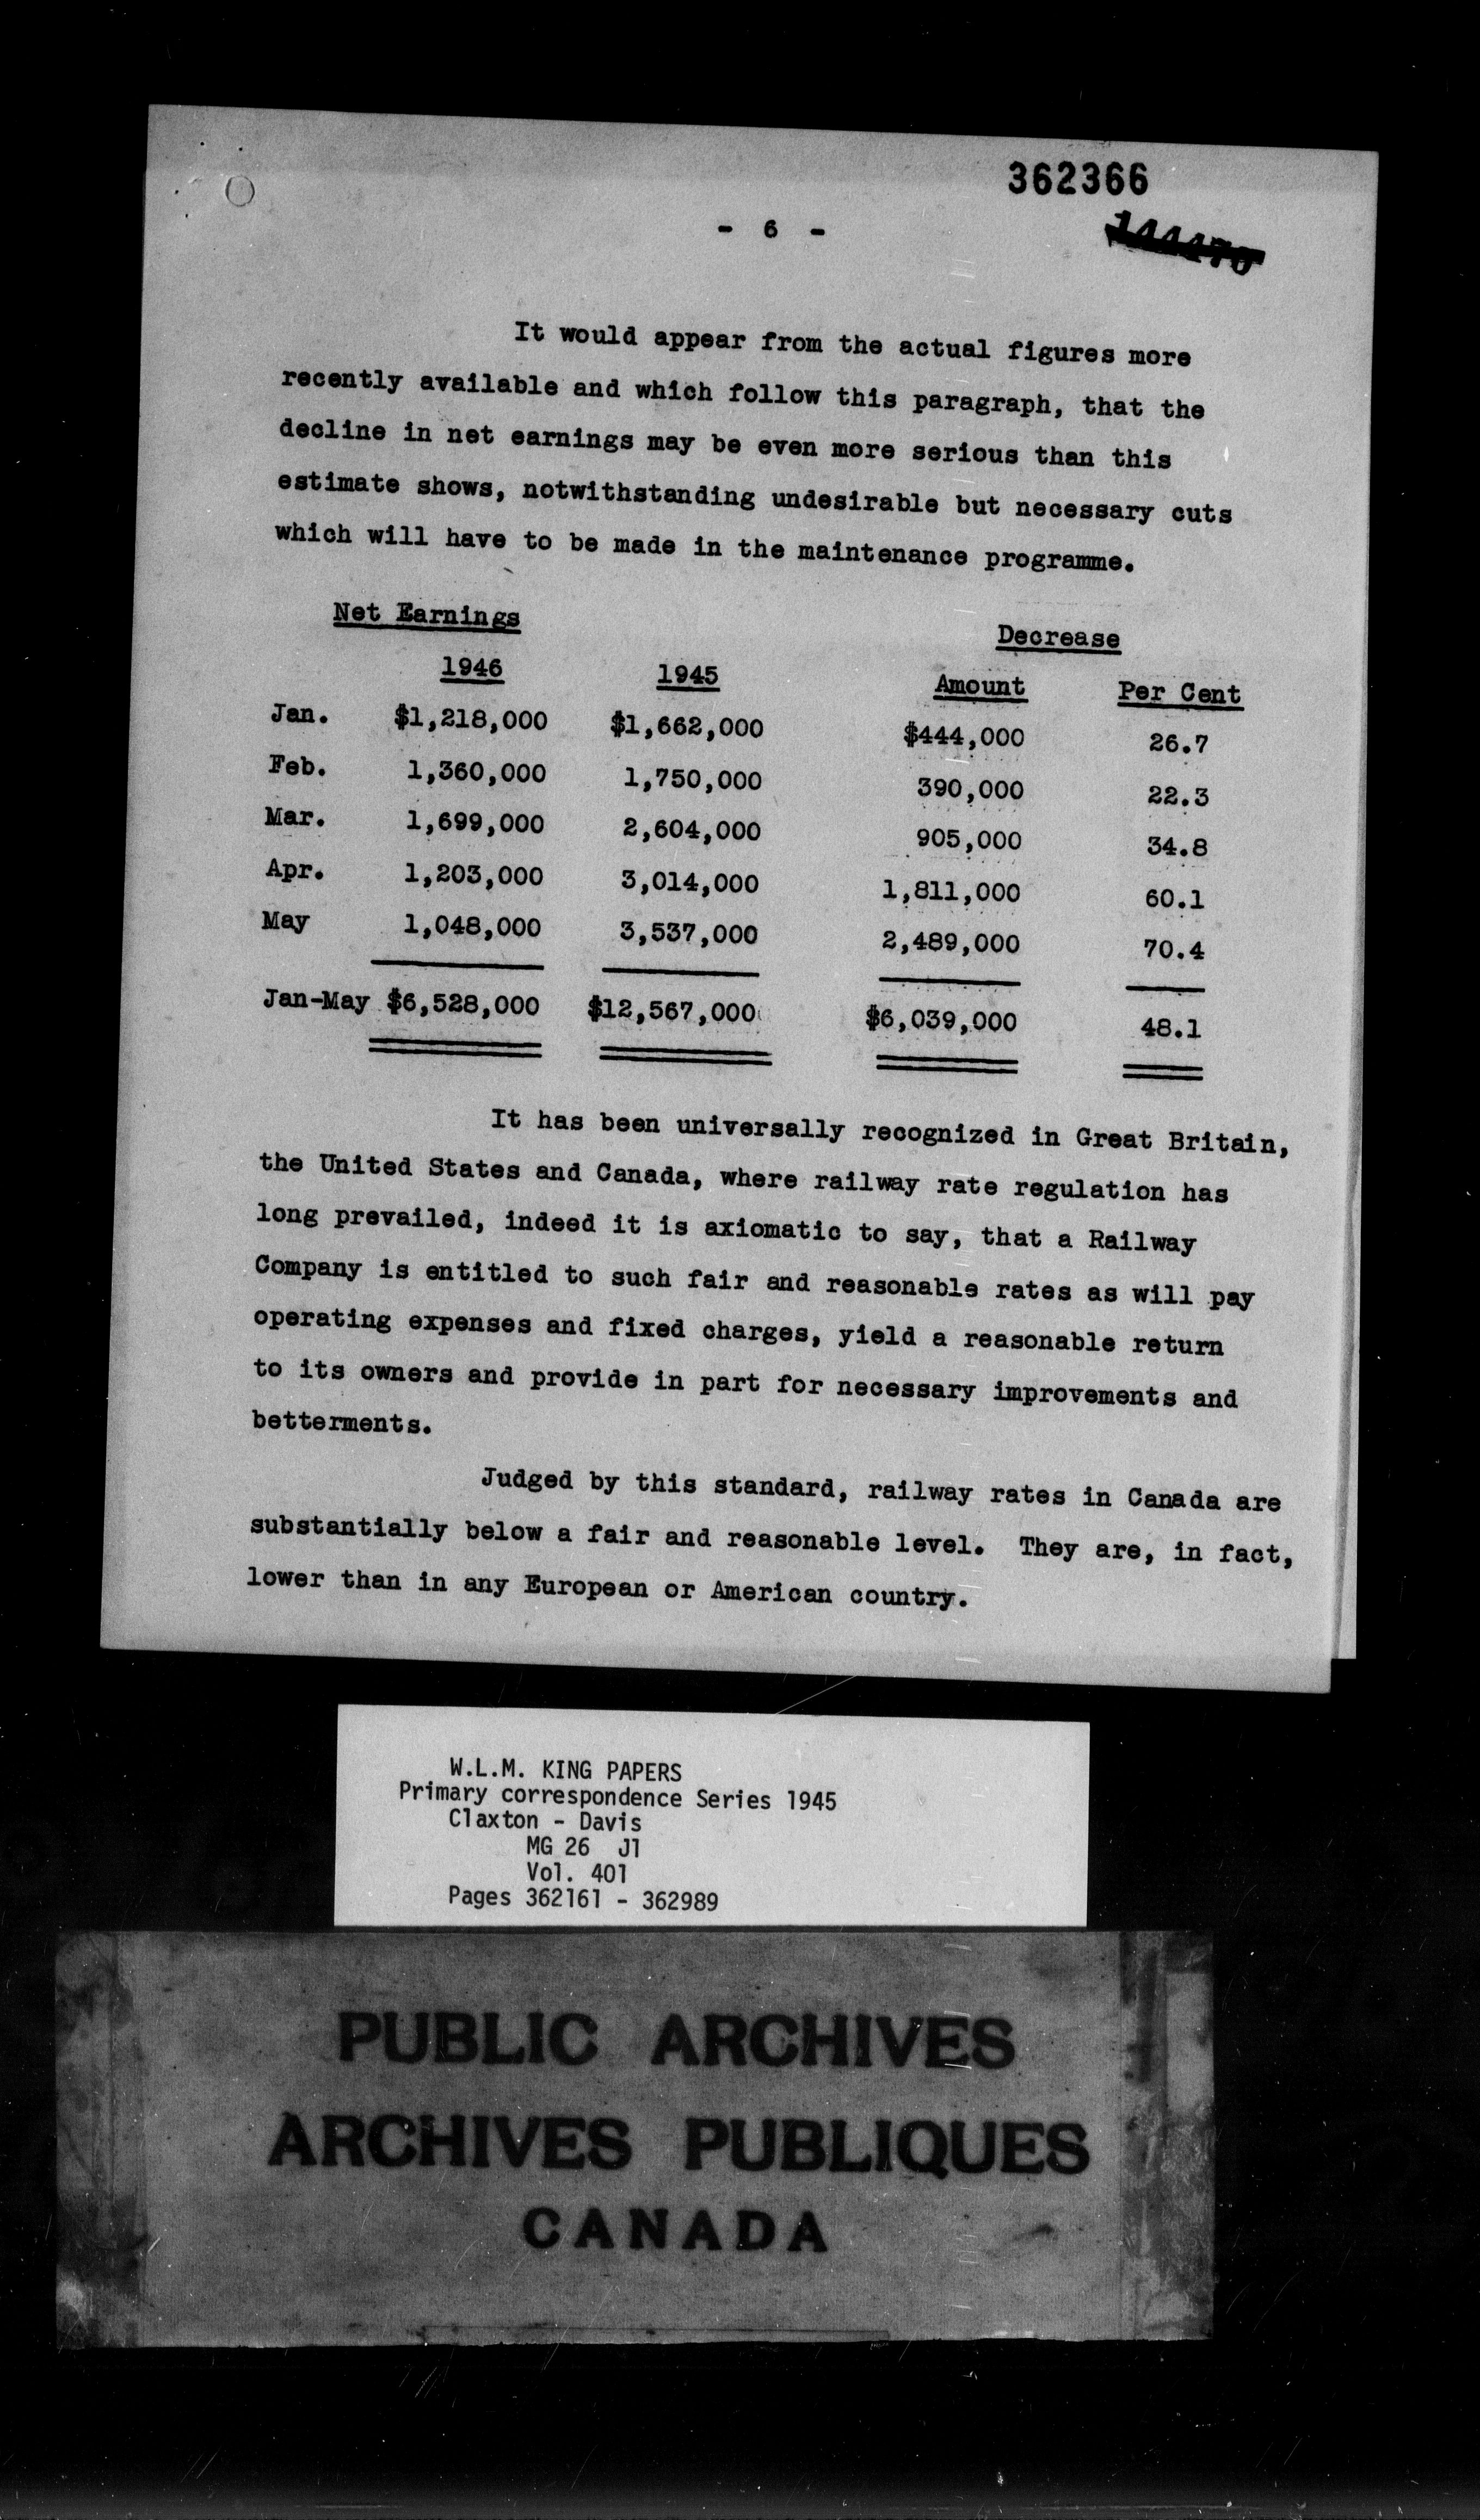 362366
- 6 -
144470
It would appear from the actual figures more
recently available and which follow this paragraph, that the
decline in net earnings may be even more serious than this
estimate shows, notwithstanding undesirable but necessary cuts
which will have to be made in the maintenance programme.
Net Earnings Decrease
1946 1945 Amount Per Cent
Jan. $1,218,000 $1,662,000 $444,000 26.7
Feb. 1,360,000 1,750,000 390,000 22.3
Mar. 1,699,000 2,604,000 905,000 34.8
Apr. 1,203,000 3,014,000 1,811,000 60.1
May 1,048,000 3,537,000 2,489,000 70.4
Jan-May $6,528,000 $12,567,000 $6,039,000 48.1
It has been universally recognized in Great Britain,
the United States and Canada, where railway rate regulation has
long prevailed, indeed it is axiomatic to say, that a Railway
Company is entitled to such fair and reasonable rates as will pay
operating expenses and fixed charges, yield a reasonable return
to its owners and provide in part for necessary improvements and
betterments.
Judged by this standard, railway rates in Canada are
substantially below a fair and reasonable level. They are, in fact,
lower than in any European or American country.
W.L.M. KING PAPERS
Primary correspondence Series 1945
Claxton - Davis
MG 26 J1
Vol. 401
Pages 362161 - 362989
PUBLIC ARCHIVES
ARCHIVES PUBLIQUES
CANADA